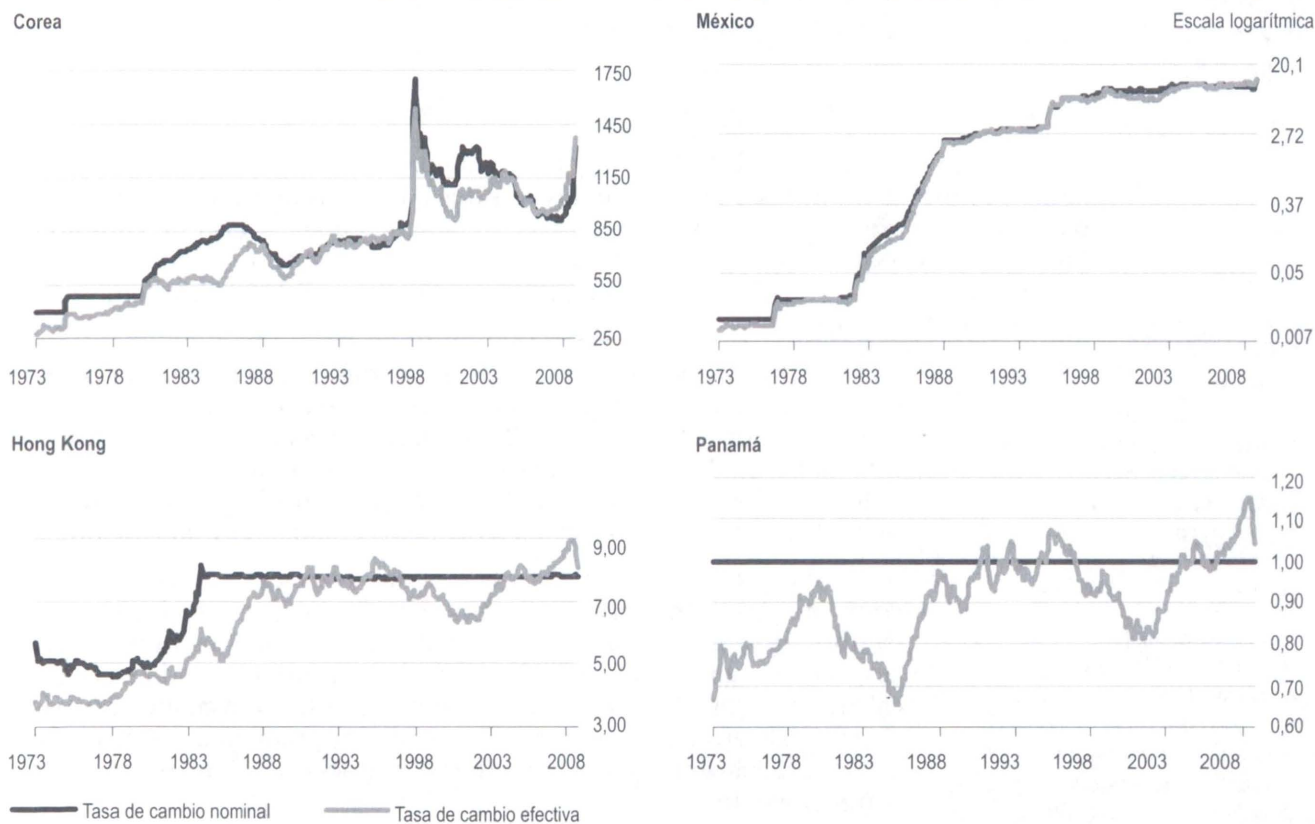 Corea
1750
1450
1150
850
550
250
1973 1978 1983 1988 1993 1998 2003 2008
México Escala logarítmica
20,1
2,72
0,37
0,05
0,007
1973 1978 1983 1988 1993 1998 2003 2008
Hong Kong
9,00
7,00
5,00
3,00
1973 1978 1983 1988 1993 1998 2003 2008
Panamá
1,20
1,10
1,00
0,90
0,80
0,70
0,60
1973 1978 1983 1988 1993 1998 2003 2008
Tasa de cambio nominal Tasa de cambio efectiva